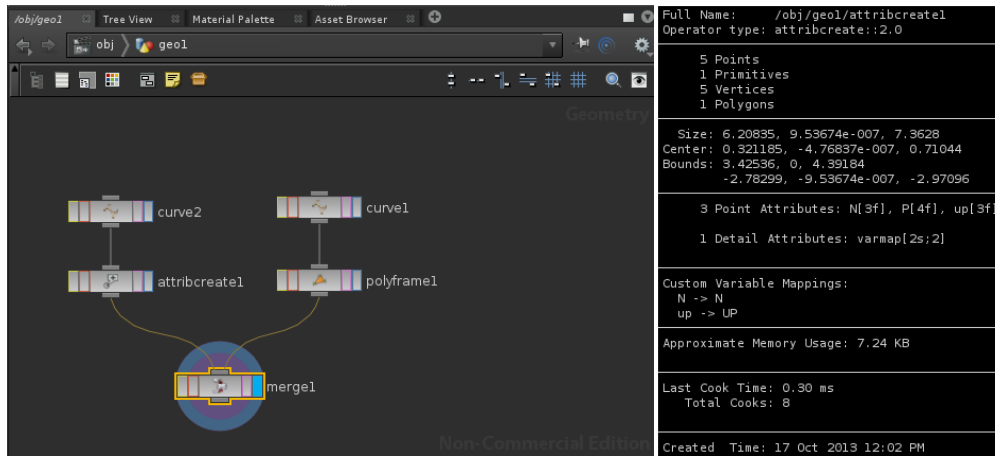 /obj/geo1
Tree View
Material Palette
Asset Browser
obj
geo1
Geometry
curve2
curve1
attribcreate1
polyframe1
merge1
Non-Commercial Edition
Full Name: /obj/geo1/attribcreate1
Operator type: attribcreate::2.0
5 Points
1 Primitives
5 Vertices
1 Polygons
Size: 6.20835, 9.53674e-007, 7.3628
Center: 0.321185, -4.76837e-007, 0.71044
Bounds: 3.42536, 0, 4.39184
-2.78299, -9.53674e-007, -2.97096
3 Point Attributes: N[3f], P[4f], up[3f]
1 Detail Attributes: varmap[2s;2]
Custom Variable Mappings:
N -> N
up -> UP
Approximate Memory Usage: 7.24 KB
Last Cook Time: 0.30 ms
Total Cooks: 8
Created Time: 17 Oct 2013 12:02 PM